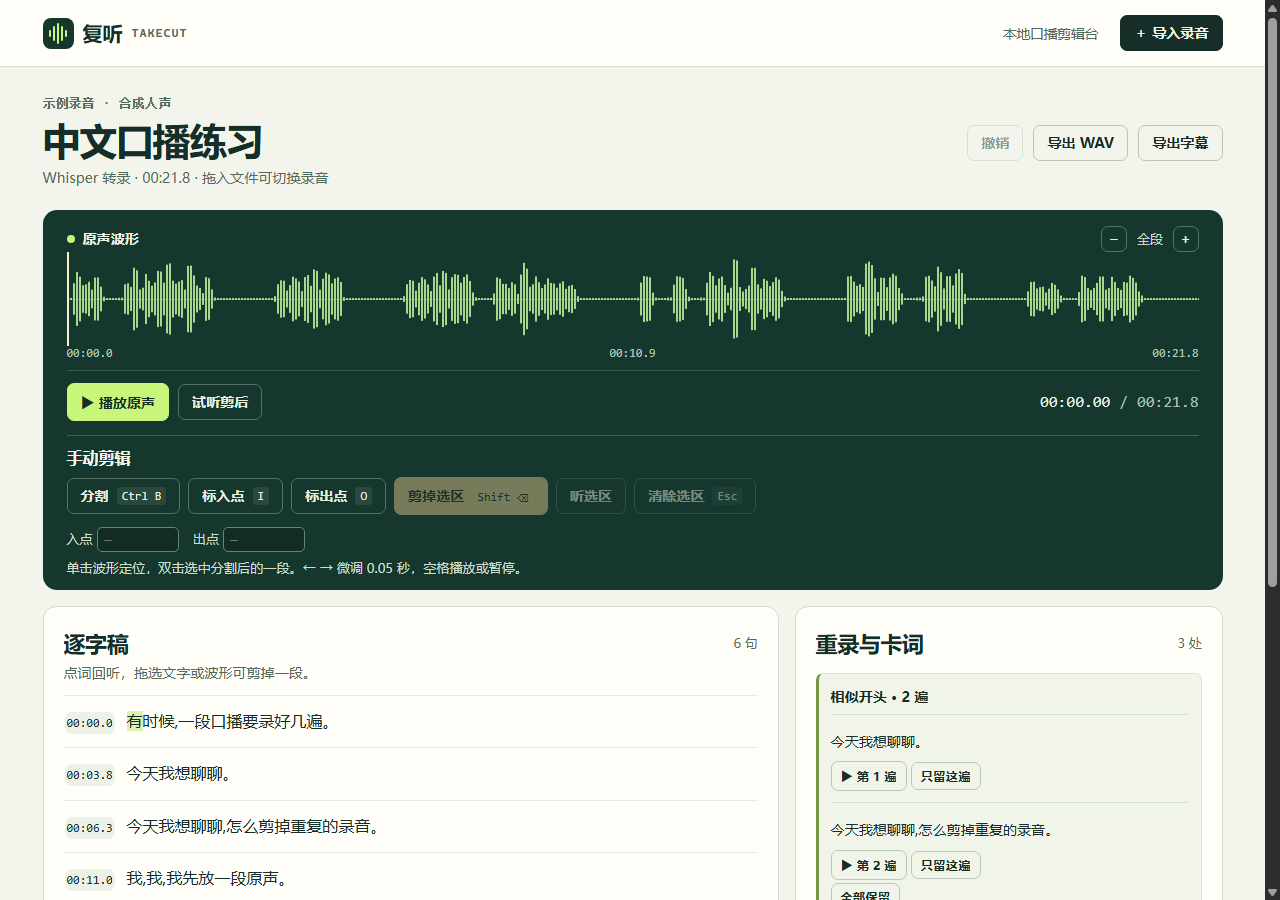 复听 TAKECUT
本地口播剪辑台
+ 导入录音
示例录音 · 合成人声
中文口播练习
撤销
导出 WAV
导出字幕
Whisper 转录 · 00:21.8 · 拖入文件可切换录音
原声波形
− 全段 +
00:00.0 00:10.9 00:21.8
▶ 播放原声 试听剪后
00:00.00 / 00:21.8
手动剪辑
分割 Ctrl B 标入点 I 标出点 O 剪掉选区 Shift ⌫ 听选区 清除选区 Esc
入点 — 出点 —
单击波形定位，双击选中分割后的一段。←→ 微调 0.05 秒，空格播放或暂停。
逐字稿 6 句
点词回听，拖选文字或波形可剪掉一段。
00:00.0 有时候,一段口播要录好几遍。
00:03.8 今天我想聊聊。
00:06.3 今天我想聊聊,怎么剪掉重复的录音。
00:11.0 我,我,我先放一段原声。
重录与卡词 3 处
相似开头 • 2 遍
今天我想聊聊。
▶ 第 1 遍 只留这遍
今天我想聊聊,怎么剪掉重复的录音。
▶ 第 2 遍 只留这遍
全部保留